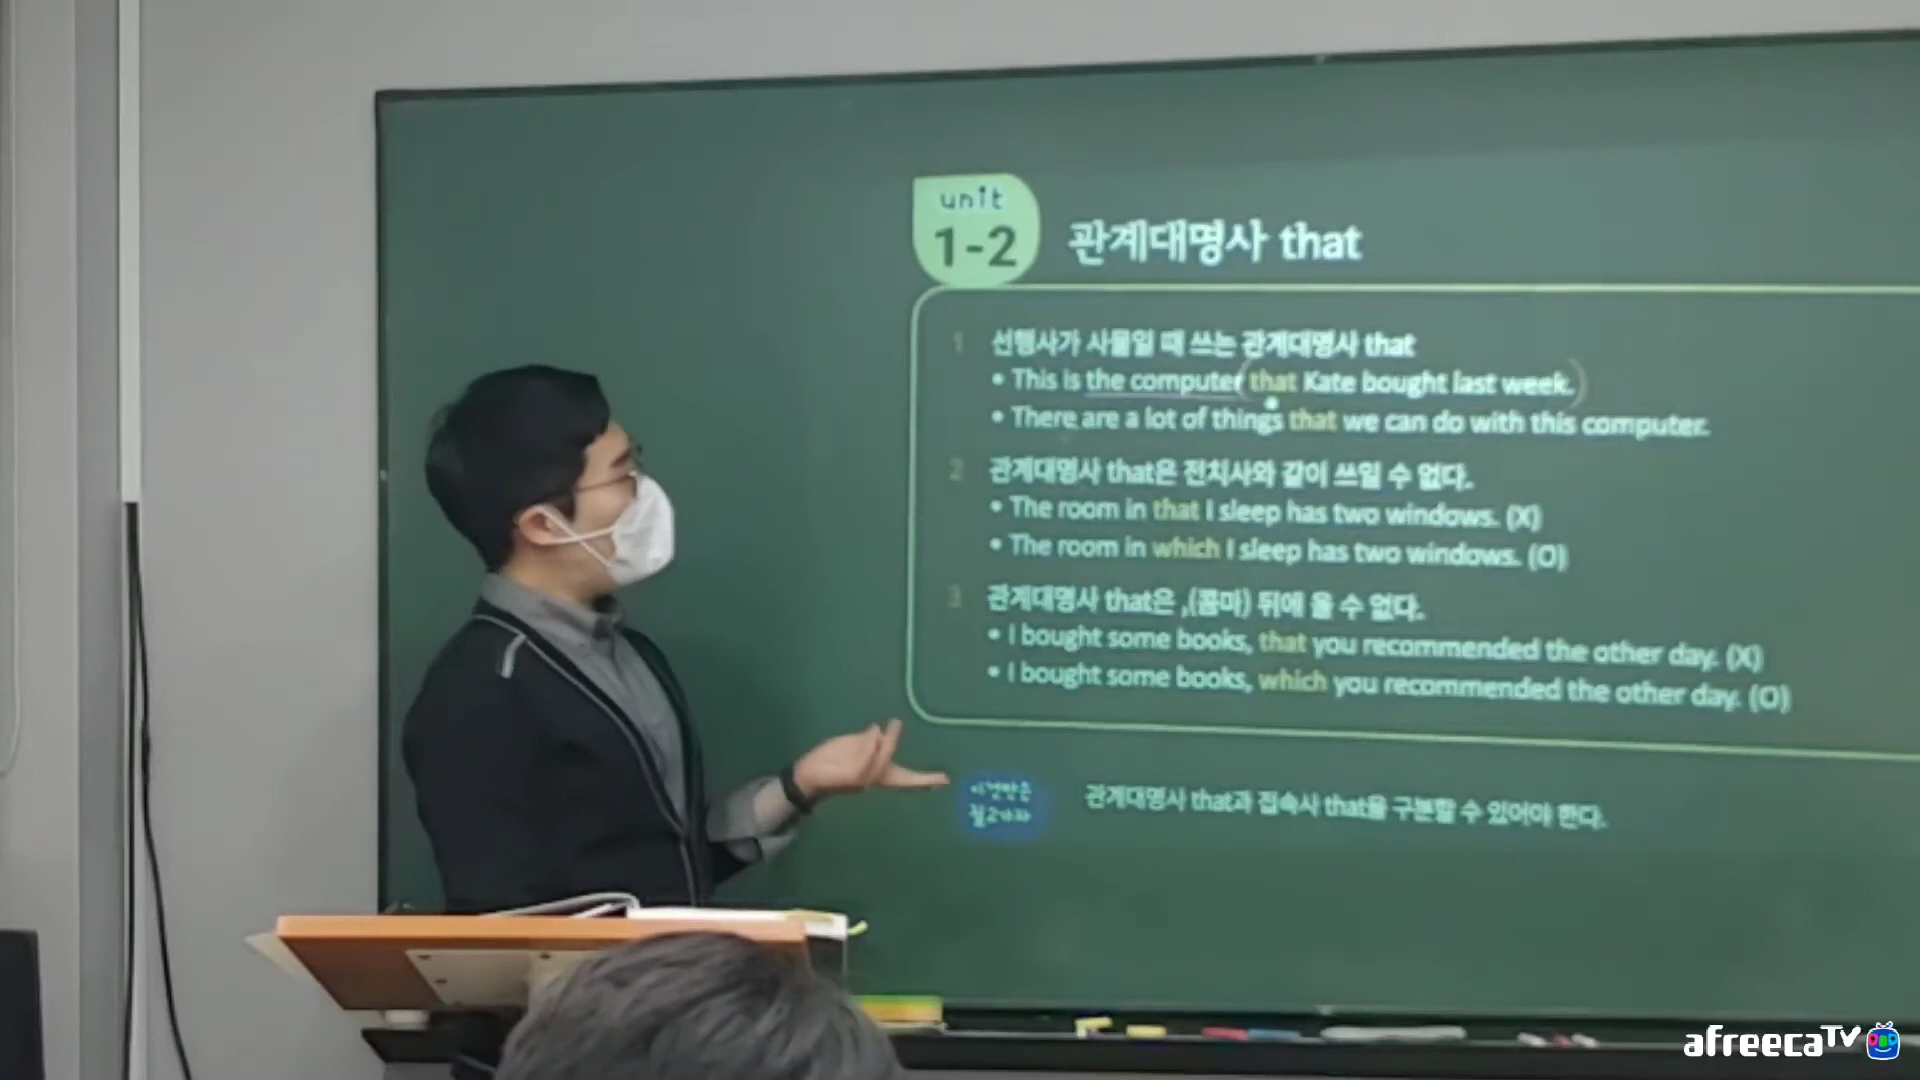 unit
1-2
관계대명사 that
1 선행사가 사물일 때 쓰는 관계대명사 that
• This is the computer (that Kate bought last week.)
• There are a lot of things that we can do with this computer.
2 관계대명사 that은 전치사와 같이 쓰일 수 없다.
• The room in that I sleep has two windows. (X)
• The room in which I sleep has two windows. (O)
3 관계대명사 that은 ,(콤마) 뒤에 올 수 없다.
• I bought some books, that you recommended the other day. (X)
• I bought some books, which you recommended the other day. (O)
이것만은
관계대명사 that과 접속사 that을 구분할 수 있어야 한다.
afreecaTV